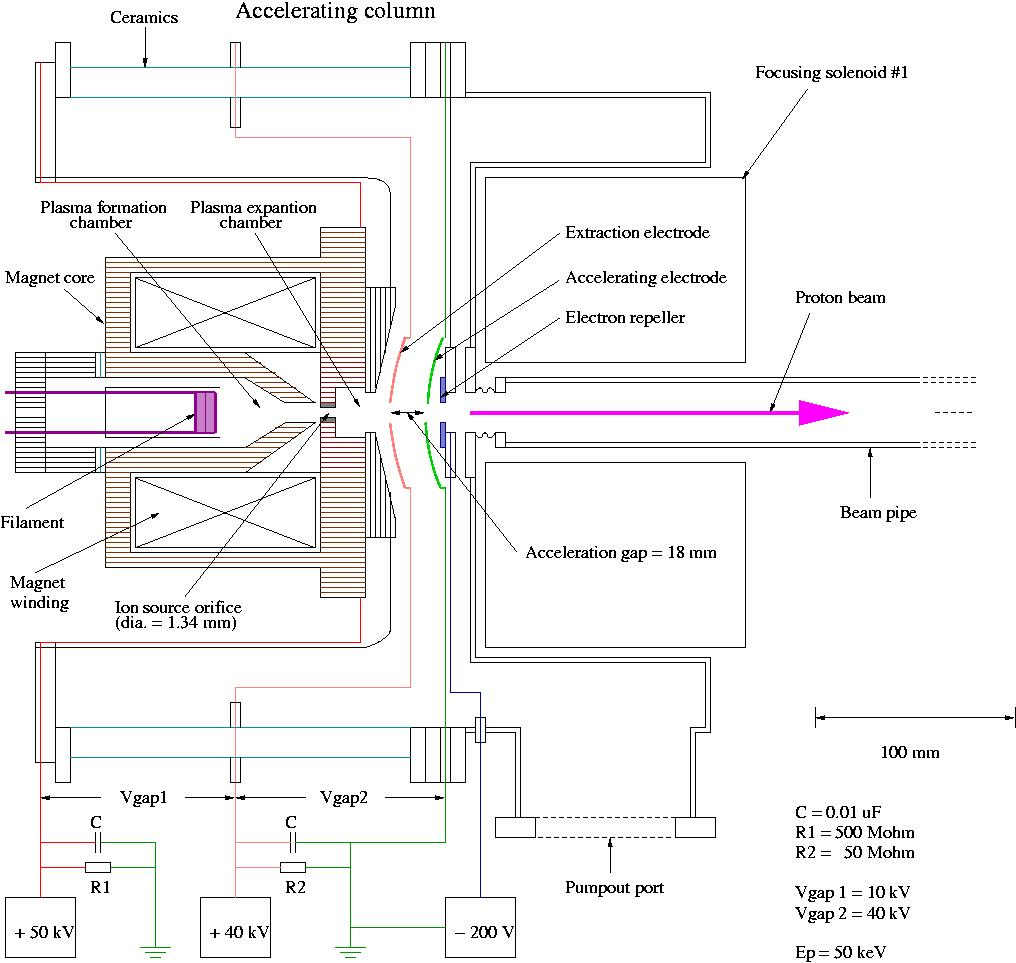 Accelerating column
Ceramics
Focusing solenoid #1
Plasma formation
chamber
Plasma expantion
chamber
Extraction electrode
Magnet core
Accelerating electrode
Proton beam
Electron repeller
Filament
Beam pipe
Acceleration gap = 18 mm
Magnet
winding
Ion source orifice
(dia. = 1.34 mm)
100 mm
Vgap1
Vgap2
C
C
R1
R2
C = 0.01 uF
R1 = 500 Mohm
R2 = 50 Mohm
Pumpout port
Vgap 1 = 10 kV
Vgap 2 = 40 kV
+ 50 kV
+ 40 kV
− 200 V
Ep = 50 keV